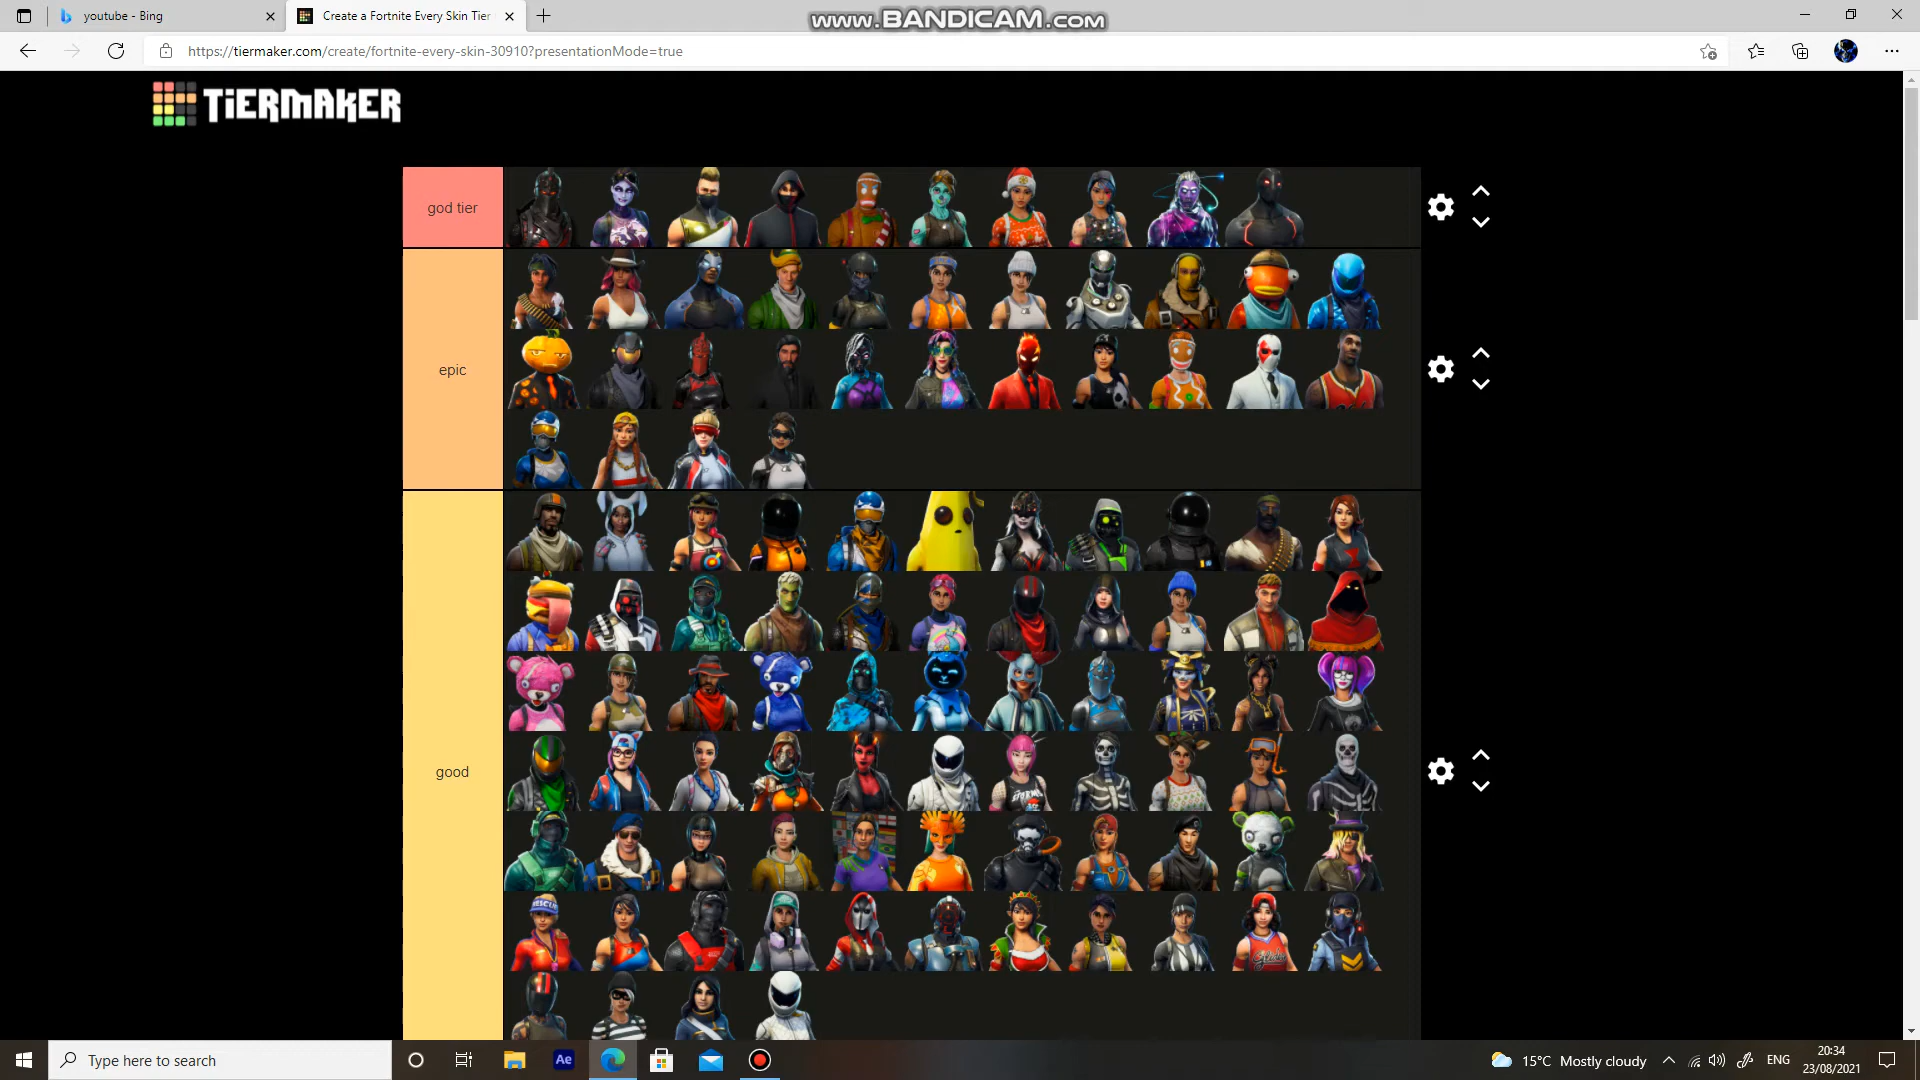 youtube - Bing
Create a Fortnite Every Skin Tier
www.BANDICAM.com
https://tiermaker.com/create/fortnite-every-skin-30910?presentationMode=true
TIERMAKER
god tier
epic
good
RESCUE
Type here to search
Ae
15°C Mostly cloudy
ENG
20:34
23/08/2021